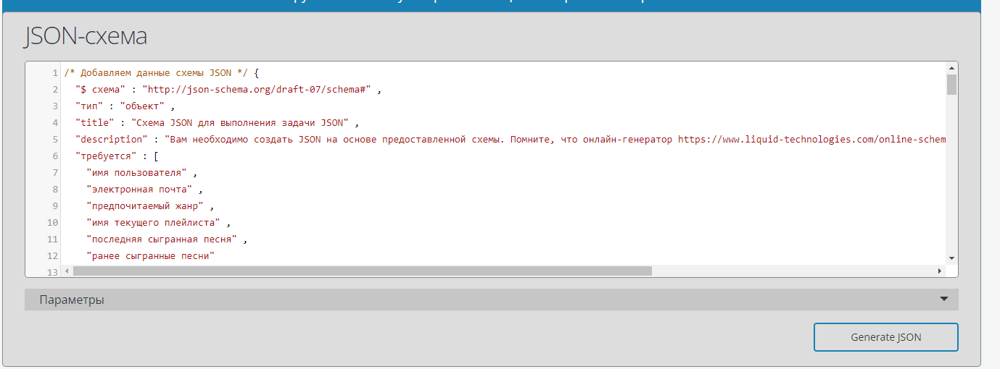 JSON-схема
1 /* Добавляем данные схемы JSON */ {
2 "$ схема" : "http://json-schema.org/draft-07/schema#" ,
3 "тип" : "объект" ,
4 "title" : "Схема JSON для выполнения задачи JSON" ,
5 "description" : "Вам необходимо создать JSON на основе предоставленной схемы. Помните, что онлайн-генератор https://www.liquid-technologies.com/online-schem
6 "требуется" : [
7 "имя пользователя" ,
8 "электронная почта" ,
9 "предпочитаемый жанр" ,
10 "имя текущего плейлиста" ,
11 "последняя сыгранная песня" ,
12 "ранее сыгранные песни"
13
Параметры
Generate JSON